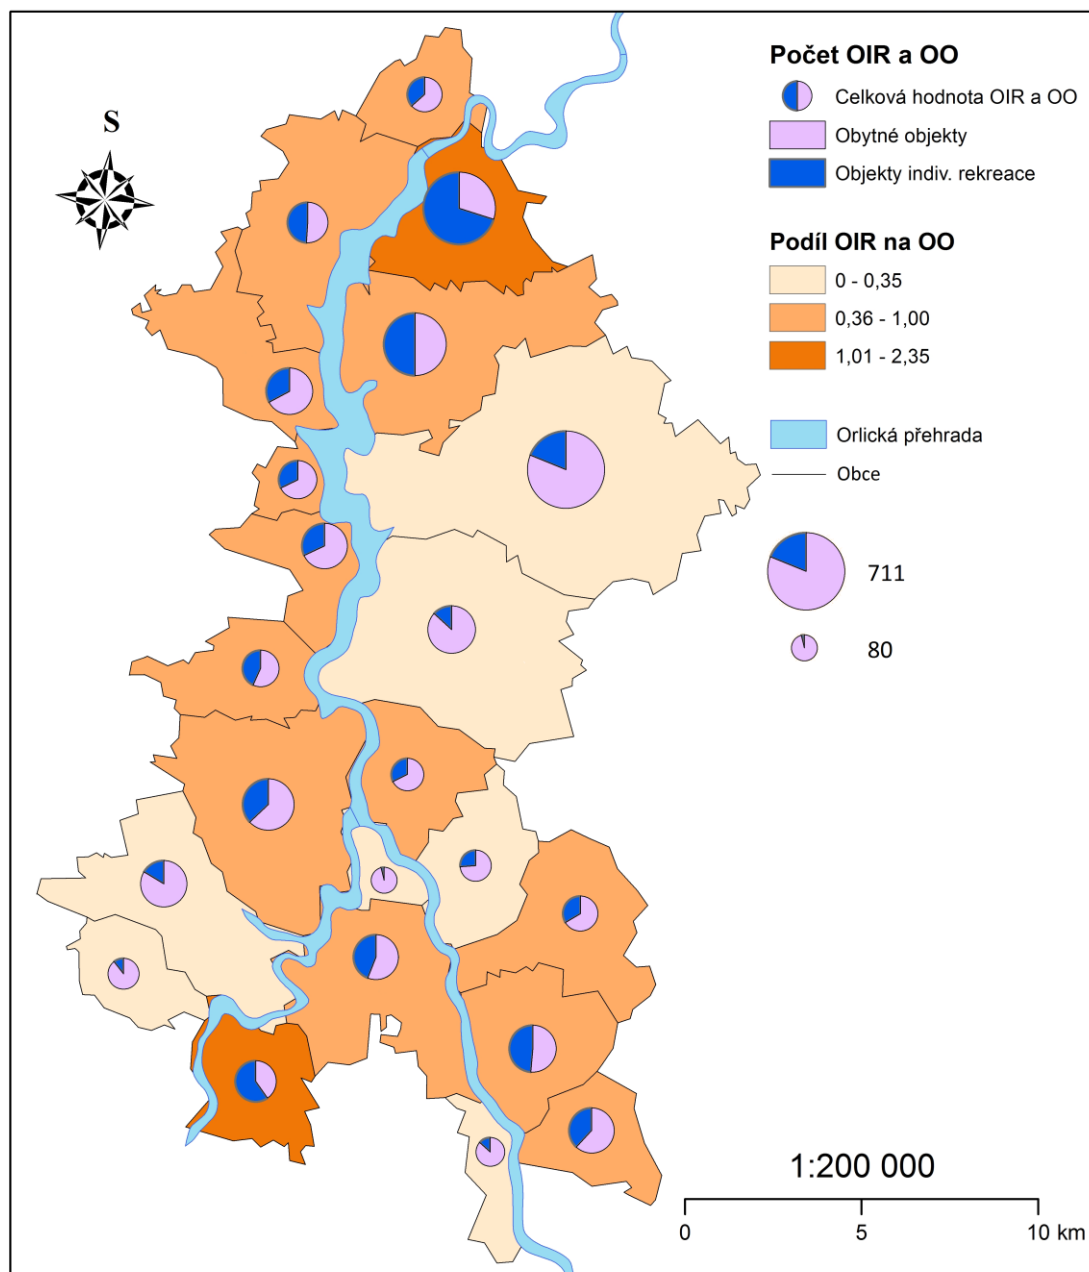 S
Počet OIR a OO
Celková hodnota OIR a OO
Obytné objekty
Objekty indiv. rekreace
Podíl OIR na OO
0 - 0,35
0,36 - 1,00
1,01 - 2,35
Orlická přehrada
Obce
711
80
1:200 000
0 5 10 km